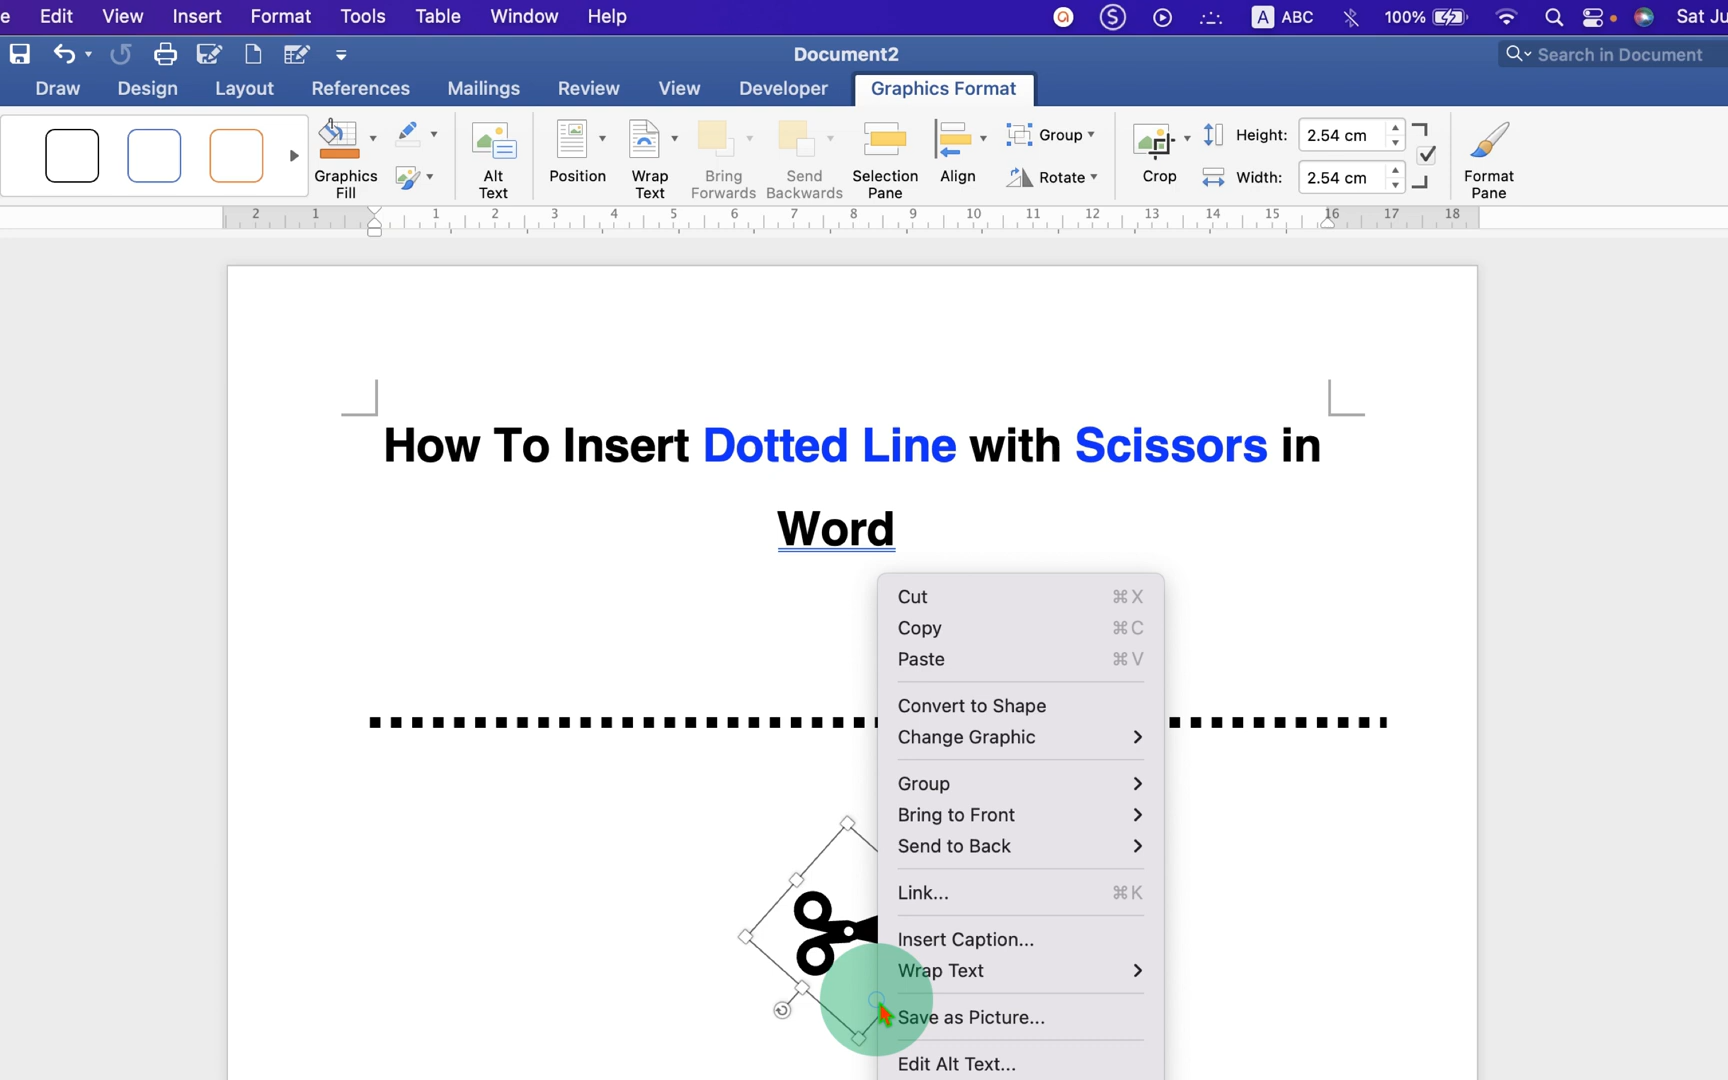 e Edit View Insert Format Tools Table Window Help A ABC 100% Sat Ju
Document2
Search in Document
Draw Design Layout References Mailings Review View Developer Graphics Format
Graphics Fill
Alt Text
Position
Wrap Text
Bring Forwards
Send Backwards
Selection Pane
Align
Group
Rotate
Crop
Height: 2.54 cm
Width: 2.54 cm
Format Pane
2 1 1 2 3 4 5 6 7 8 9 10 11 12 13 14 15 16 17 18
How To Insert Dotted Line with Scissors in
Word
Cut ⌘X
Copy ⌘C
Paste ⌘V
Convert to Shape
Change Graphic
Group
Bring to Front
Send to Back
Link... ⌘K
Insert Caption...
Wrap Text
Save as Picture...
Edit Alt Text...